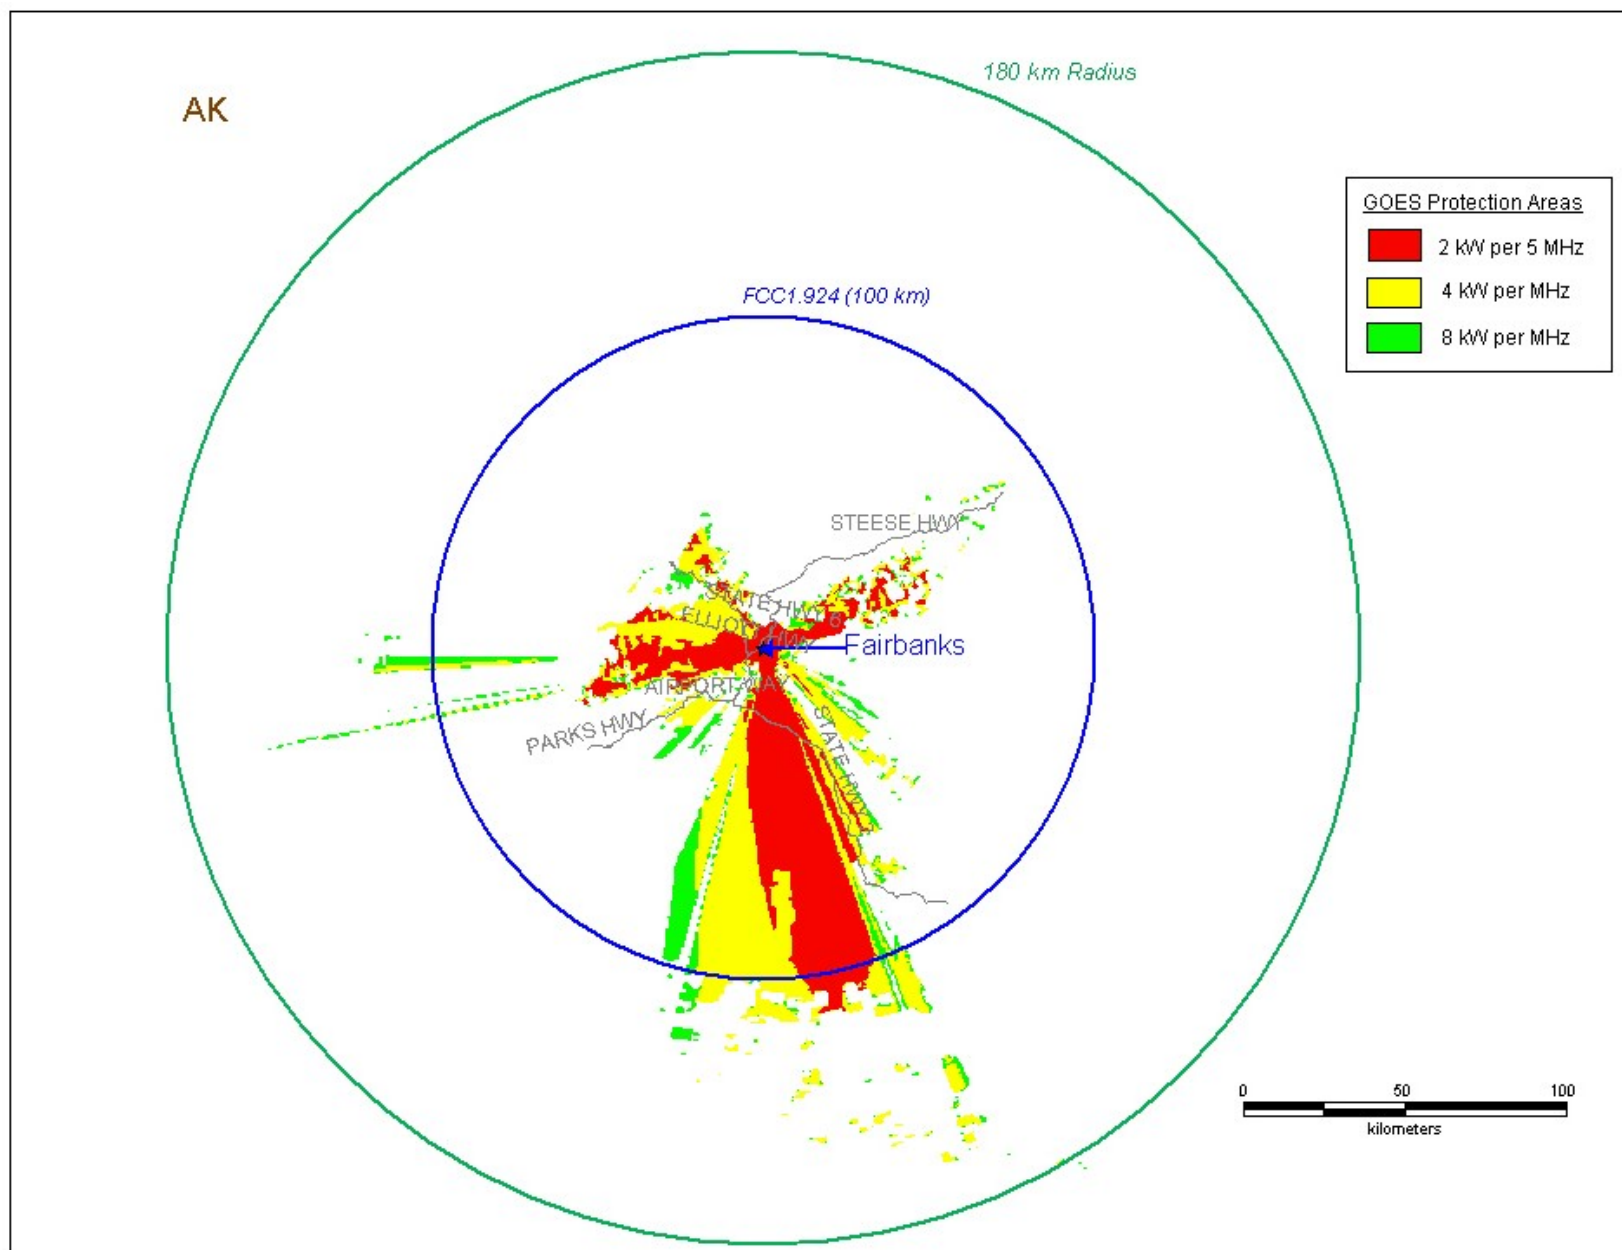 180 km Radius
AK
GOES Protection Areas
2 kW per 5 MHz
4 kW per MHz
8 kW per MHz
FCC1.924 (100 km)
STEESE HWY
STATE HWY 6
ELLIOTT HWY
Fairbanks
AIRPORT WAY
PARKS HWY
STATE HWY
0 50 100
kilometers